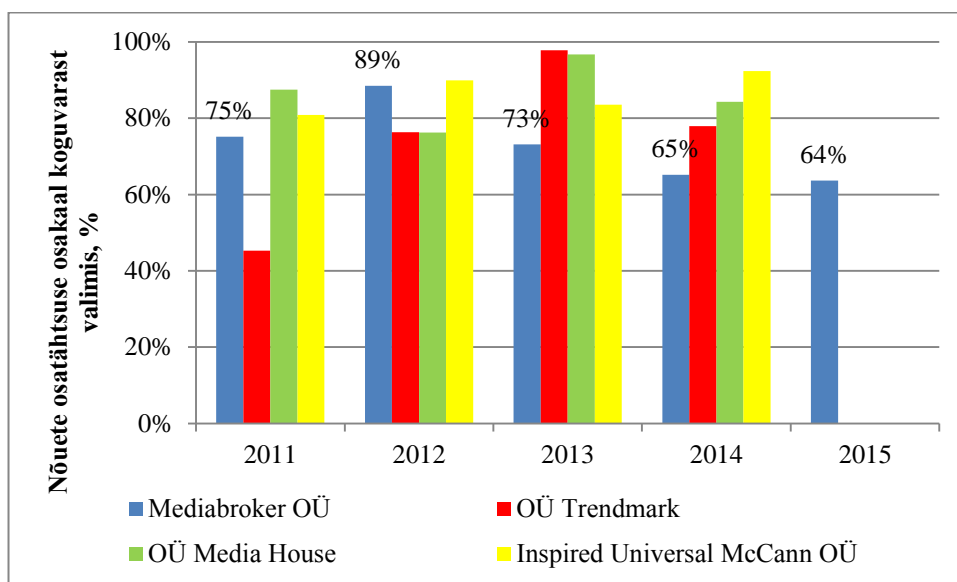 Nõuete osatähtsuse osakaal koguvarast
valimis, %
100%
80%
60%
40%
20%
0%
75%
89%
73%
65%
64%
2011
2012
2013
2014
2015
Mediabroker OÜ
OÜ Trendmark
OÜ Media House
Inspired Universal McCann OÜ